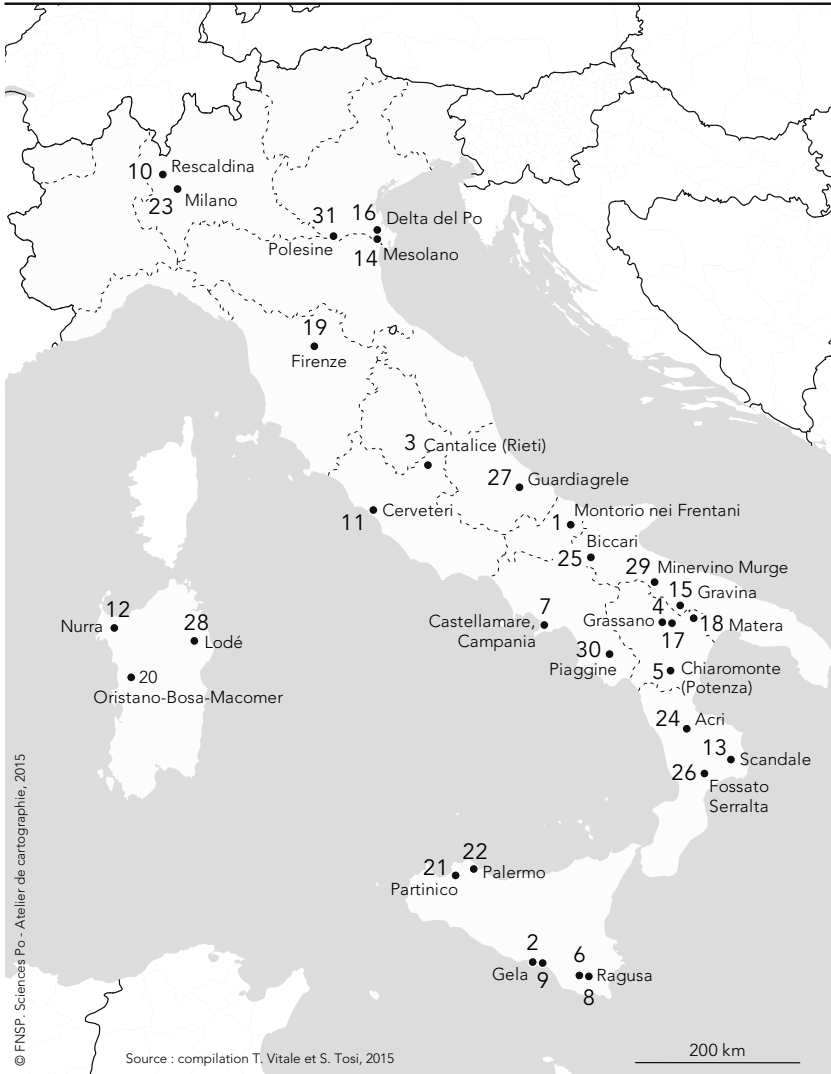 10 Rescaldina
23 Milano
31 Polesine
16 Delta del Po
14 Mesolano
19 Firenze
3 Cantalice (Rieti)
27 Guardiagrele
11 Cerveteri
1 Montorio nei Frentani
25 Biccari
29 Minervino Murge
15 Gravina
4 Grassano
17
18 Matera
12 Nurra
28 Lodé
7 Castellamare,
Campania
30 Piaggine
5 Chiaromonte
(Potenza)
20
Oristano-Bosa-Macomer
24 Acri
13 Scandale
26 Fossato
Serralta
22 Palermo
21 Partinico
2 Gela
9
6 Ragusa
8
© FNSP. Sciences Po - Atelier de cartographie, 2015
Source : compilation T. Vitale et S. Tosi, 2015
200 km